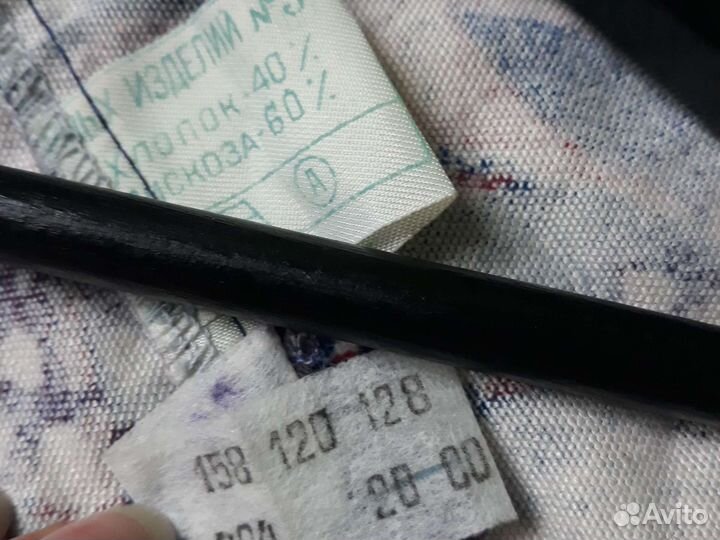 ИЗДЕЛИЙ №
ХЛОПОК-40%
ВИСКОЗА-60%
А
158 120 128
20-00
Avito